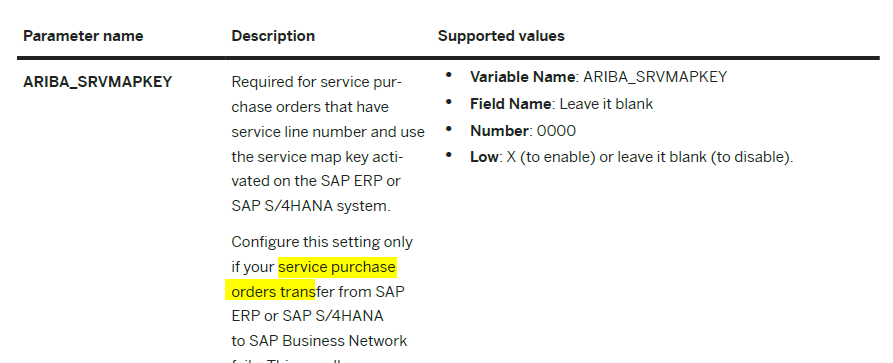 Parameter name
Description
Supported values
ARIBA_SRVMAPKEY
Required for service pur-
chase orders that have
service line number and use
the service map key acti-
vated on the SAP ERP or
SAP S/4HANA system.
Configure this setting only
if your service purchase
orders transfer from SAP
ERP or SAP S/4HANA
to SAP Business Network
• Variable Name: ARIBA_SRVMAPKEY
• Field Name: Leave it blank
• Number: 0000
• Low: X (to enable) or leave it blank (to disable).